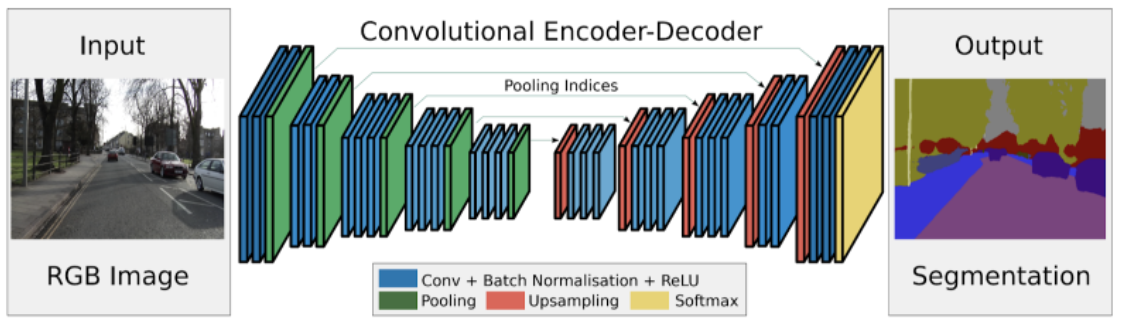 Input
RGB Image
Convolutional Encoder-Decoder
Pooling Indices
Conv + Batch Normalisation + ReLU
Pooling Upsampling Softmax
Output
Segmentation